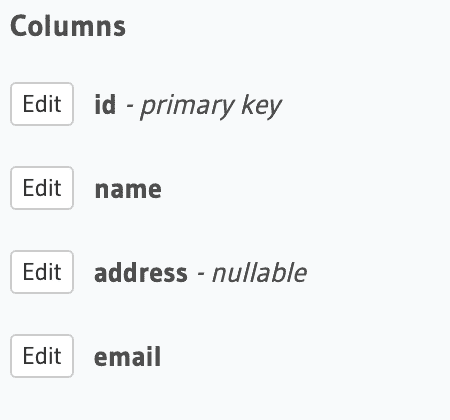 Columns
Edit id - primary key
Edit name
Edit address - nullable
Edit email